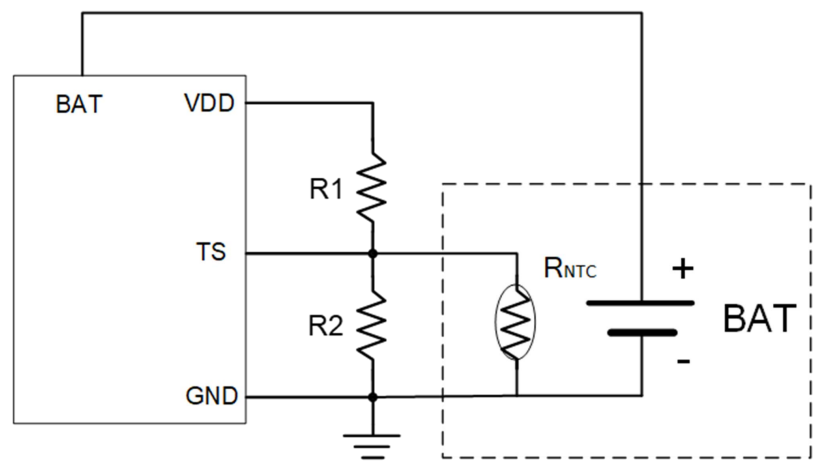 BAT
VDD
R1
TS
RNTC
+
R2
BAT
-
GND